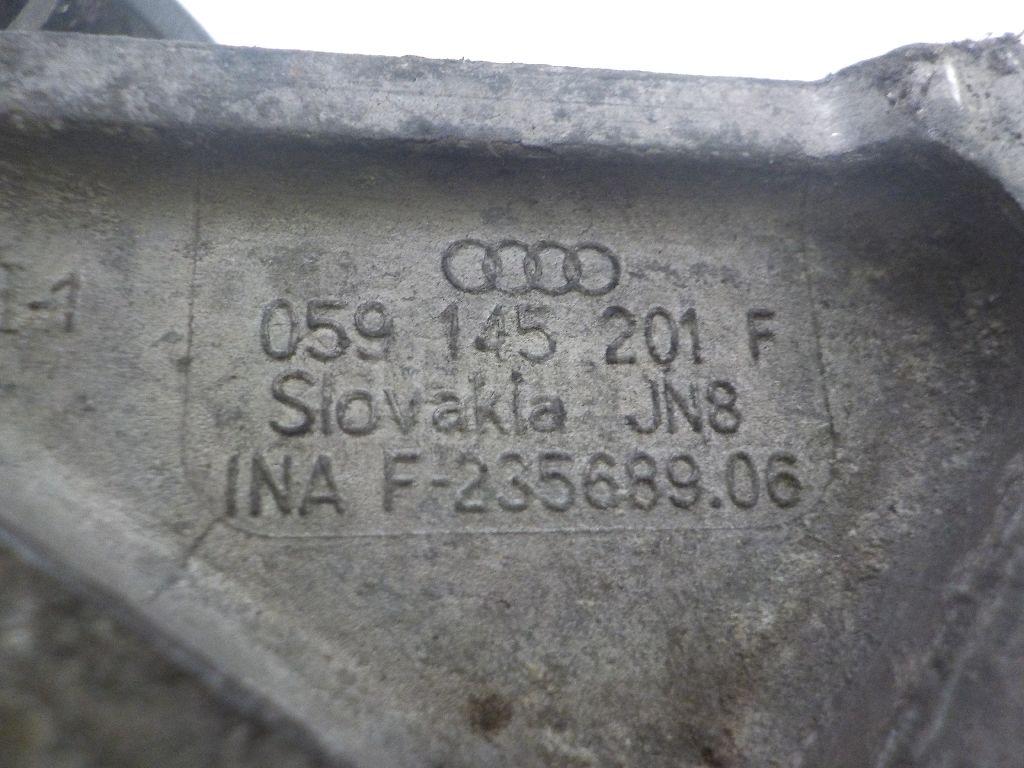 059 145 201 F
Slovakia JN8
INA F-235689.06